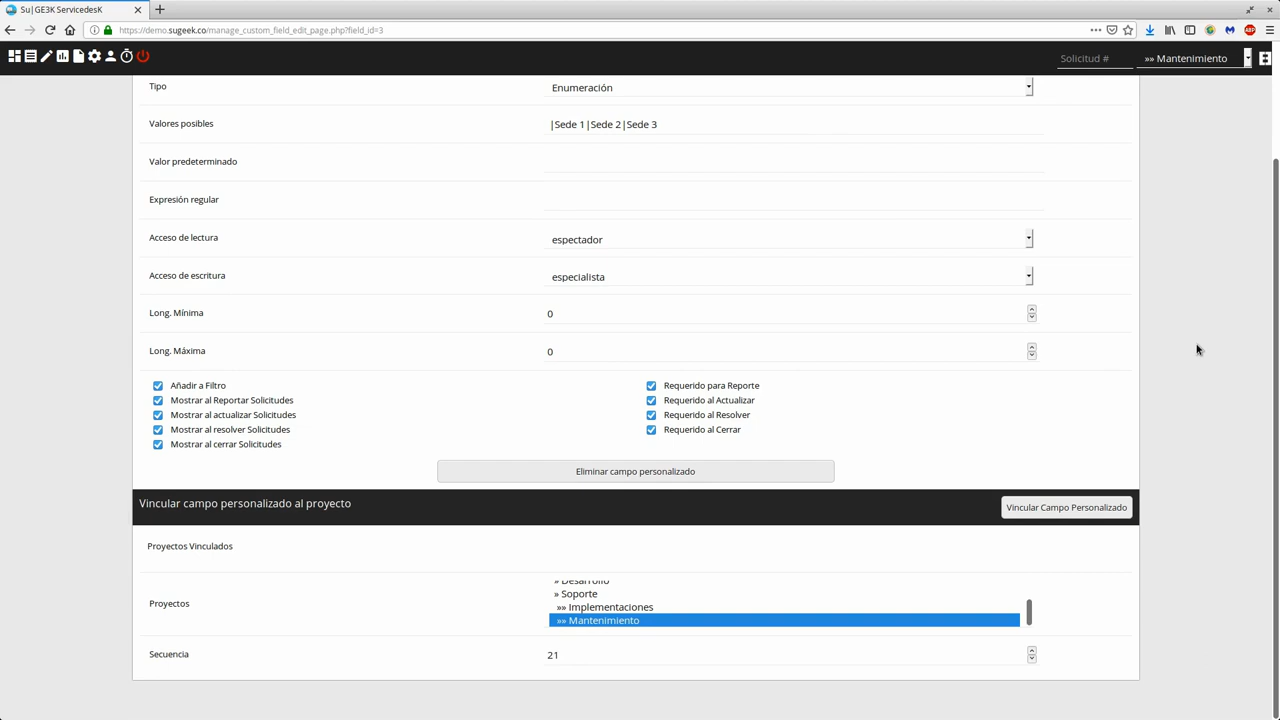 Su|GE3K ServicedesK
https://demo.sugeek.co/manage_custom_field_edit_page.php?field_id=3
ABP
Solicitud #
»» Mantenimiento
Tipo
Enumeración
Valores posibles
|Sede 1|Sede 2|Sede 3
Valor predeterminado
Expresión regular
Acceso de lectura
espectador
Acceso de escritura
especialista
Long. Mínima
0
Long. Máxima
0
Añadir a Filtro
Requerido para Reporte
Mostrar al Reportar Solicitudes
Requerido al Actualizar
Mostrar al actualizar Solicitudes
Requerido al Resolver
Mostrar al resolver Solicitudes
Requerido al Cerrar
Mostrar al cerrar Solicitudes
Eliminar campo personalizado
Vincular campo personalizado al proyecto
Vincular Campo Personalizado
Proyectos Vinculados
» Desarrollo
» Soporte
Proyectos
»» Implementaciones
»» Mantenimiento
Secuencia
21